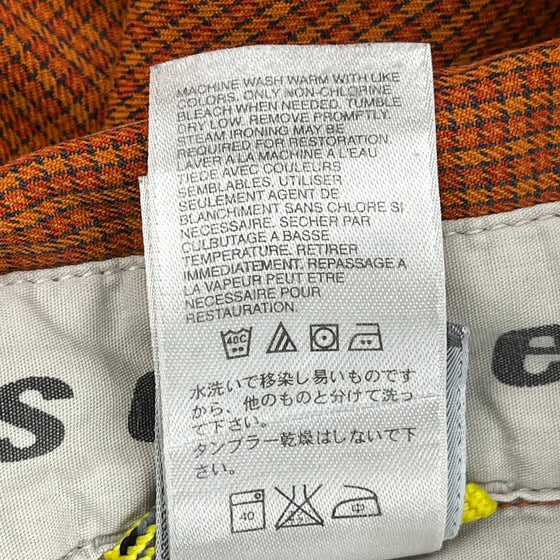 MACHINE WASH WARM WITH LIKE
COLORS. ONLY NON-CHLORINE
BLEACH WHEN NEEDED. TUMBLE
DRY LOW. REMOVE PROMPTLY.
STEAM IRONING MAY BE
REQUIRED FOR RESTORATION.
LAVER A LA MACHINE A L'EAU
TIEDE AVEC COULEURS
SEMBLABLES. UTILISER
SEULEMENT AGENT DE
BLANCHIMENT SANS CHLORE SI
NECESSAIRE. SECHER PAR
CULBUTAGE A BASSE
TEMPERATURE. RETIRER
IMMEDIATEMENT. REPASSAGE A
LA VAPEUR PEUT ETRE
NECESSAIRE POUR
RESTAURATION.
40C
水洗いで移染し易いもので
すから、他のものと分けて洗っ
て下さい。
タンブラー乾燥はしないで下
さい。
40 中
s
e